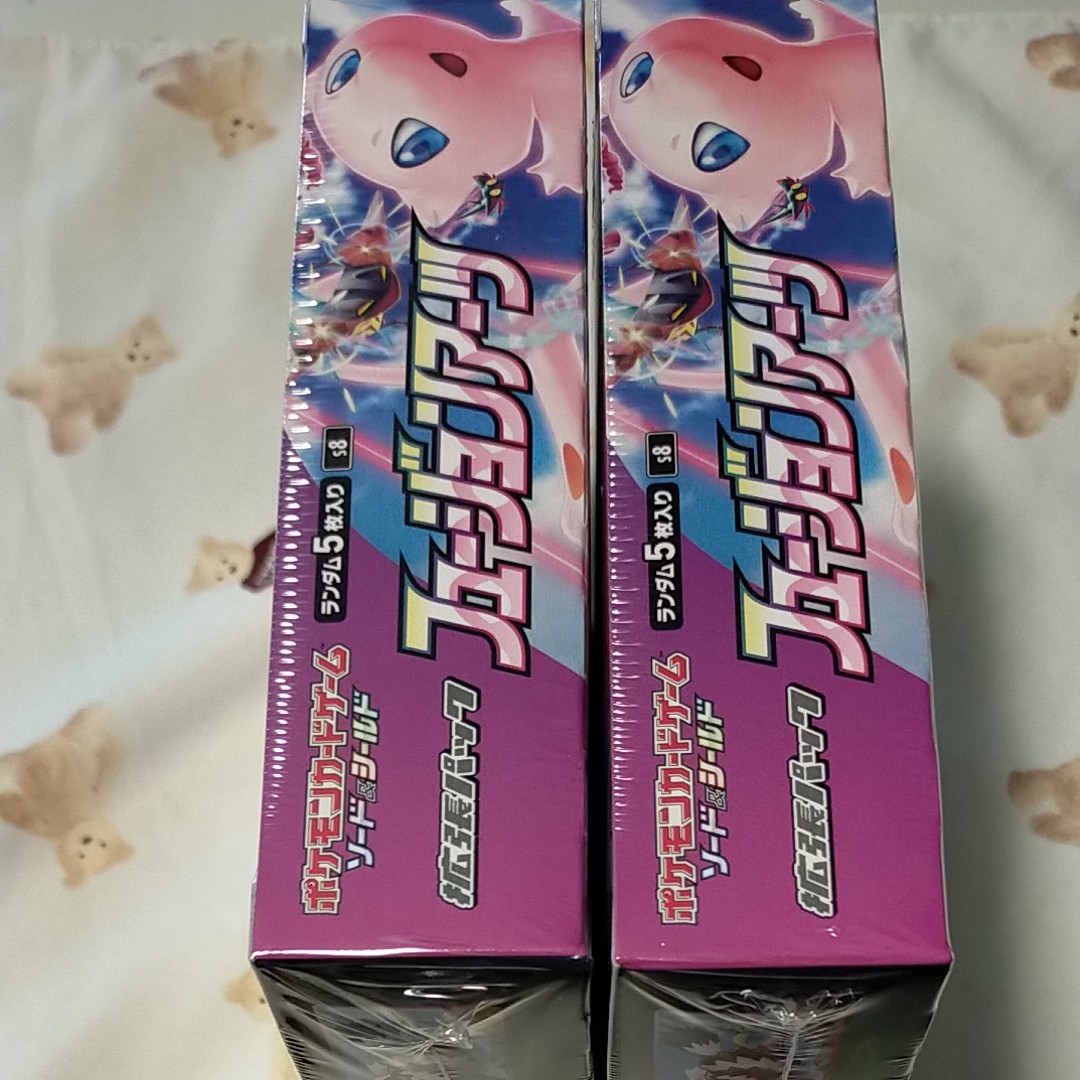 ポケモンカードゲーム
ソード&シールド
ランダム5枚入り
s8
拡張パック
フュージョンアーツ
ポケモンカードゲーム
ソード&シールド
ランダム5枚入り
s8
拡張パック
フュージョンアーツ